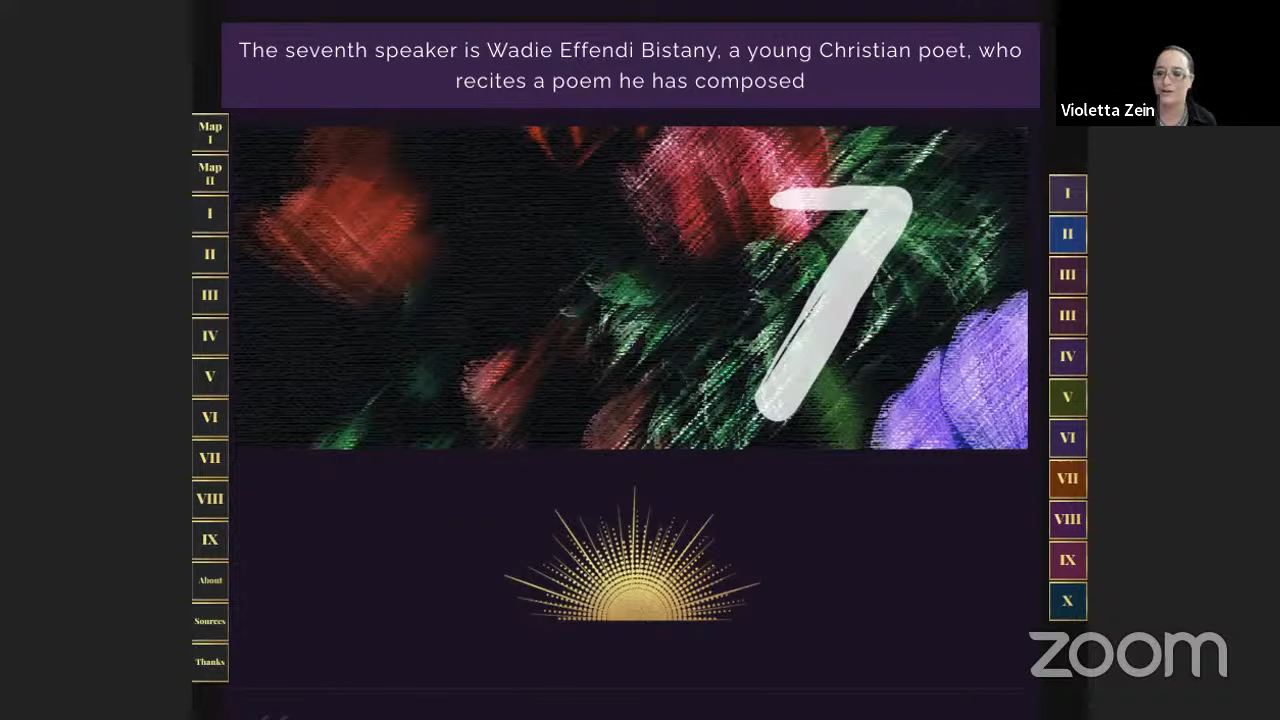 The seventh speaker is Wadie Effendi Bistany, a young Christian poet, who
recites a poem he has composed
Violetta Zein
Map
I
Map
II
I
II
III
IV
V
VI
VII
VIII
IX
About
Sources
Thanks
7
I
II
III
III
IV
V
VI
VII
VIII
IX
X
zoom